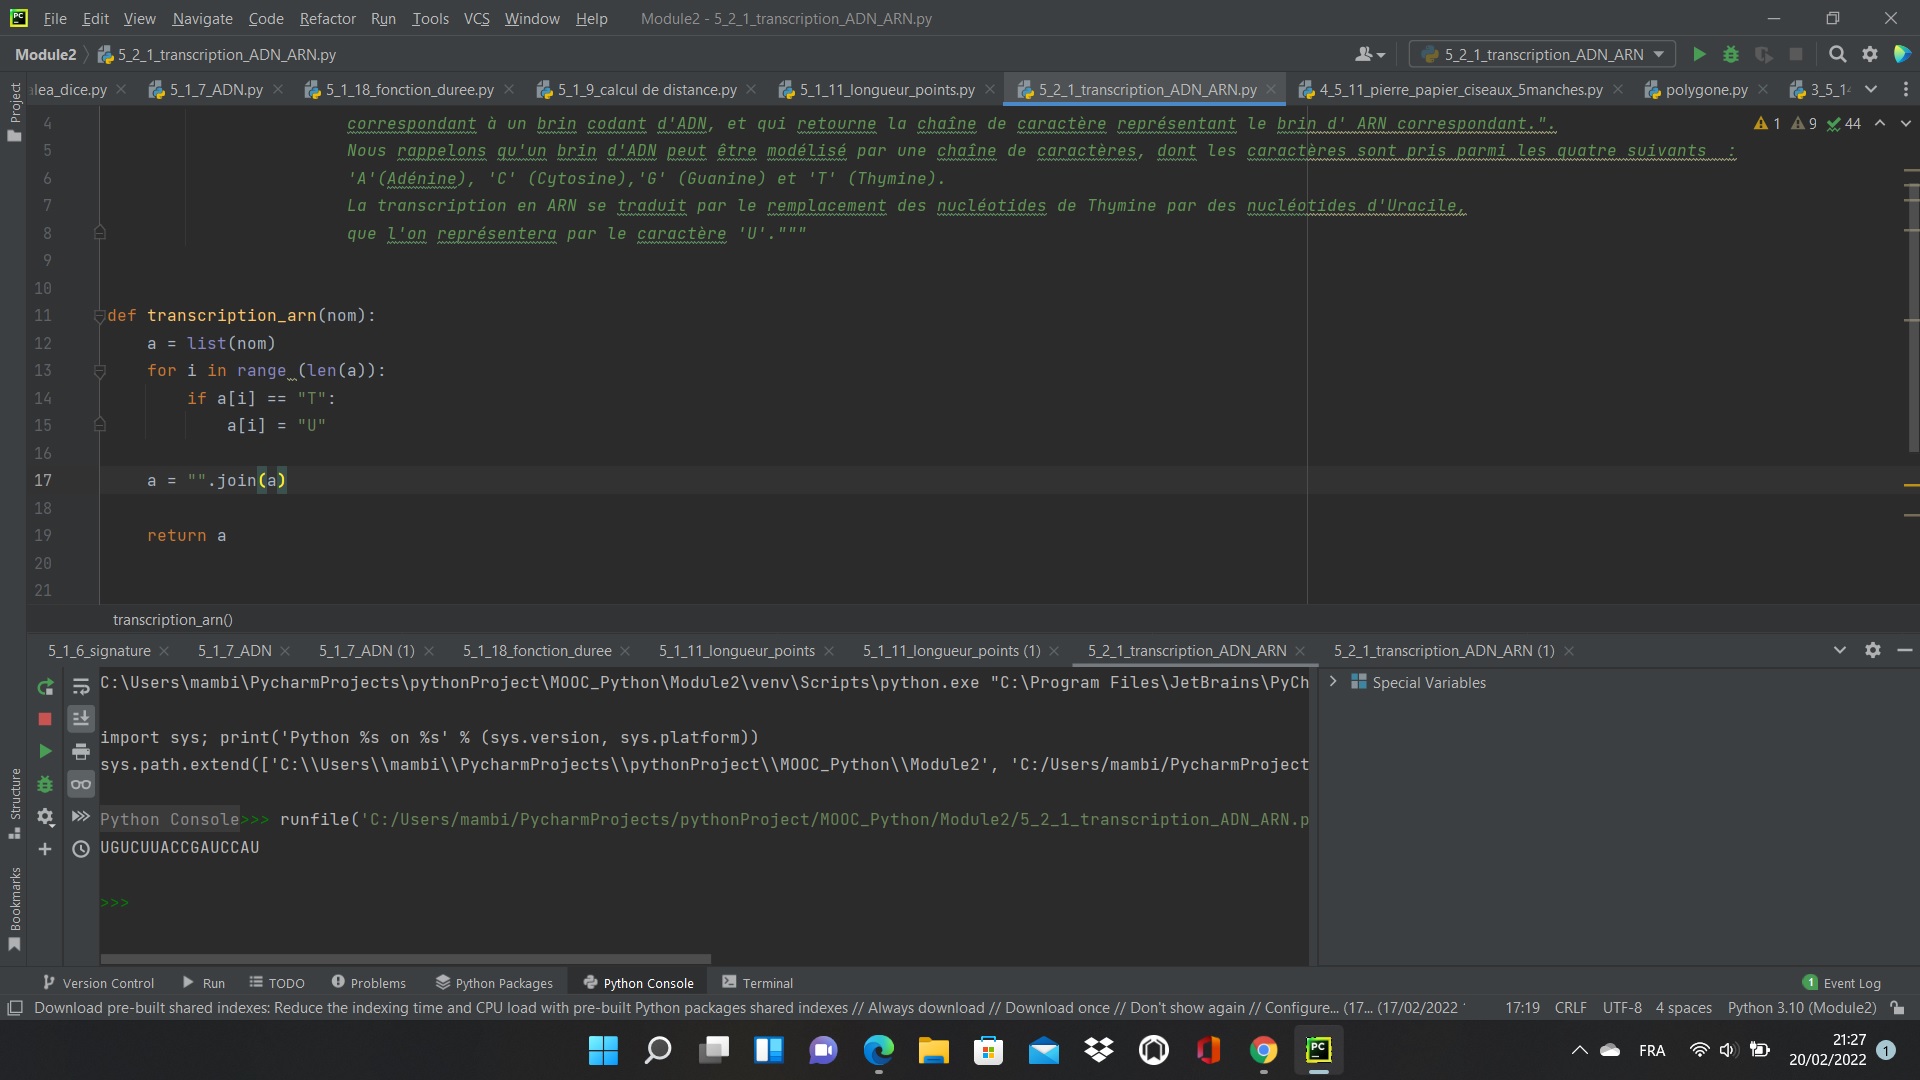 File Edit View Navigate Code Refactor Run Tools VCS Window Help Module2 - 5_2_1_transcription_ADN_ARN.py
Module2 5_2_1_transcription_ADN_ARN.py 5_2_1_transcription_ADN_ARN
alea_dice.py 5_1_7_ADN.py 5_1_18_fonction_duree.py 5_1_9_calcul de distance.py 5_1_11_longueur_points.py 5_2_1_transcription_ADN_ARN.py 4_5_11_pierre_papier_ciseaux_5manches.py polygone.py 3_5_1
Project
4 correspondant à un brin codant d'ADN, et qui retourne la chaîne de caractère représentant le brin d' ARN correspondant.". 1 9 44
5 Nous rappelons qu'un brin d'ADN peut être modélisé par une chaîne de caractères, dont les caractères sont pris parmi les quatre suivants :
6 'A'(Adénine), 'C' (Cytosine),'G' (Guanine) et 'T' (Thymine).
7 La transcription en ARN se traduit par le remplacement des nucléotides de Thymine par des nucléotides d'Uracile,
8 que l'on représentera par le caractère 'U'."""
9
10
11 def transcription_arn(nom):
12 a = list(nom)
13 for i in range (len(a)):
14 if a[i] == "T":
15 a[i] = "U"
16
17 a = "".join(a)
18
19 return a
20
21
transcription_arn()
5_1_6_signature 5_1_7_ADN 5_1_7_ADN (1) 5_1_18_fonction_duree 5_1_11_longueur_points 5_1_11_longueur_points (1) 5_2_1_transcription_ADN_ARN 5_2_1_transcription_ADN_ARN (1)
C:\Users\mambi\PycharmProjects\pythonProject\MOOC_Python\Module2\venv\Scripts\python.exe "C:\Program Files\JetBrains\PyCh
Special Variables
import sys; print('Python %s on %s' % (sys.version, sys.platform))
sys.path.extend(['C:\\Users\\mambi\\PycharmProjects\\pythonProject\\MOOC_Python\\Module2', 'C:/Users/mambi/PycharmProject
Python Console>>> runfile('C:/Users/mambi/PycharmProjects/pythonProject/MOOC_Python/Module2/5_2_1_transcription_ADN_ARN.p
UGUCUUACCGAUCCAU
>>>
Structure
Bookmarks
Version Control Run TODO Problems Python Packages Python Console Terminal 1 Event Log
Download pre-built shared indexes: Reduce the indexing time and CPU load with pre-built Python packages shared indexes // Always download // Download once // Don't show again // Configure... (17... (17/02/2022 17:19 CRLF UTF-8 4 spaces Python 3.10 (Module2)
PC FRA 21:27
20/02/2022 1